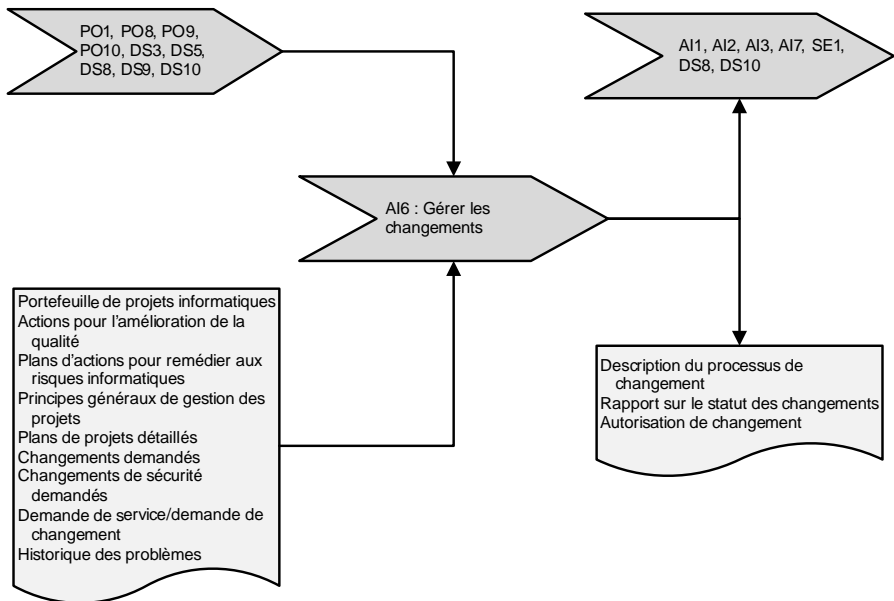 PO1, PO8, PO9,
PO10, DS3, DS5,
DS8, DS9, DS10
AI1, AI2, AI3, AI7, SE1,
DS8, DS10
AI6 : Gérer les
changements
Portefeuille de projets informatiques
Actions pour l'amélioration de la
qualité
Plans d'actions pour remédier aux
risques informatiques
Principes généraux de gestion des
projets
Plans de projets détaillés
Changements demandés
Changements de sécurité
demandés
Demande de service/demande de
changement
Historique des problèmes
Description du processus de
changement
Rapport sur le statut des changements
Autorisation de changement